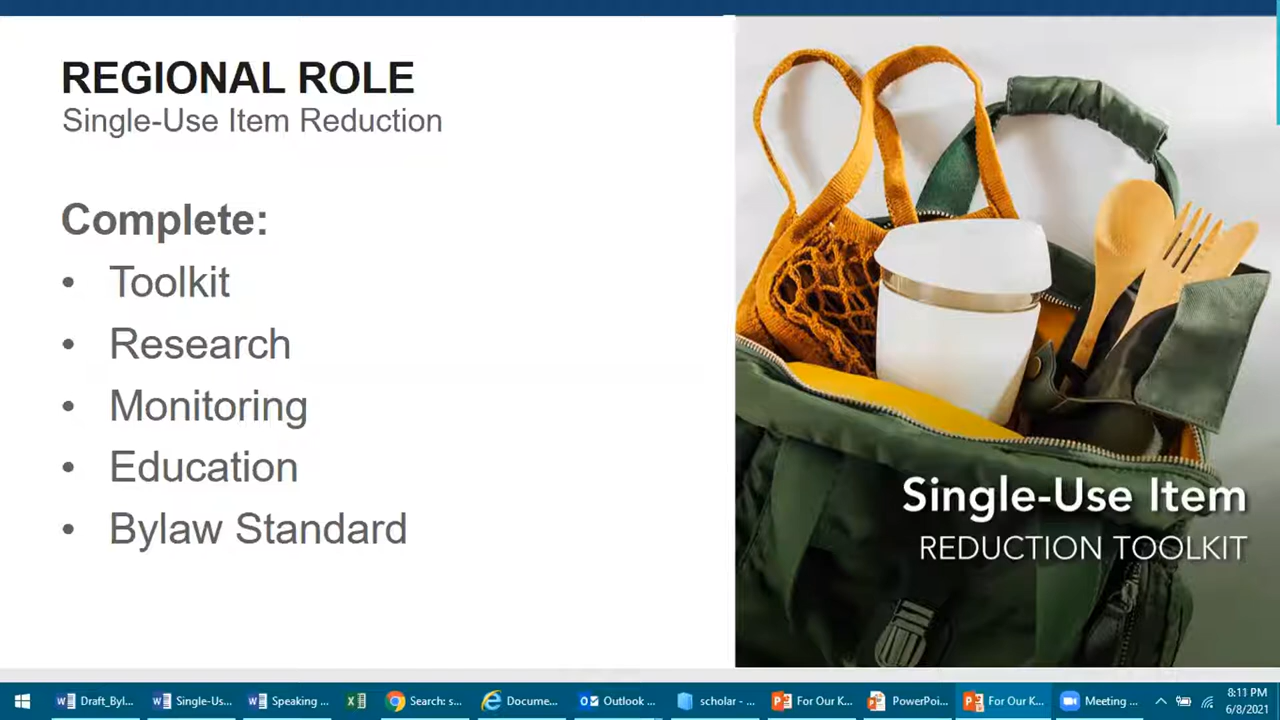 REGIONAL ROLE
Single-Use Item Reduction
Complete:
• Toolkit
• Research
• Monitoring
• Education
• Bylaw Standard
Single-Use Item
REDUCTION TOOLKIT
Draft_Byl...
Single-Us...
Speaking ...
Search: s...
Docume...
Outlook ...
scholar - ...
For Our K...
PowerPoi...
For Our K...
Meeting ...
8:11 PM
6/8/2021